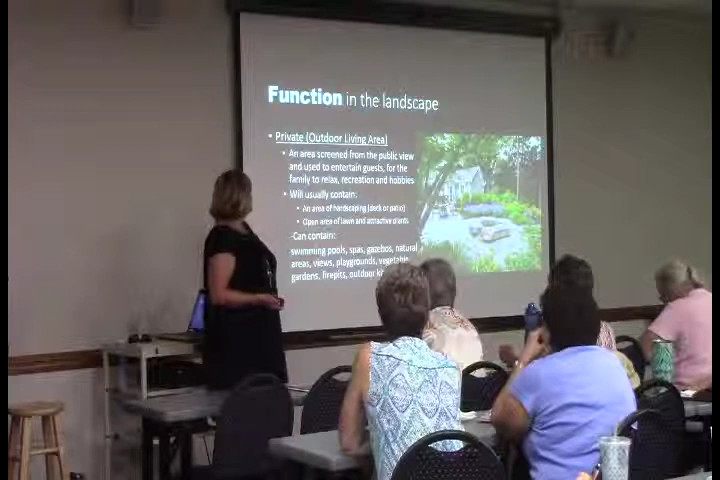 Function in the landscape
• Private (Outdoor Living Area)
• An area screened from the public view
and used to entertain guests, for the
family to relax, recreation and hobbies
• Will usually contain:
• An area of hardscaping (deck or patio)
• Open area of lawn and attractive plants
-Can contain:
swimming pools, spas, gazebos, natural
areas, views, playgrounds, vegetable
gardens, firepits, outdoor